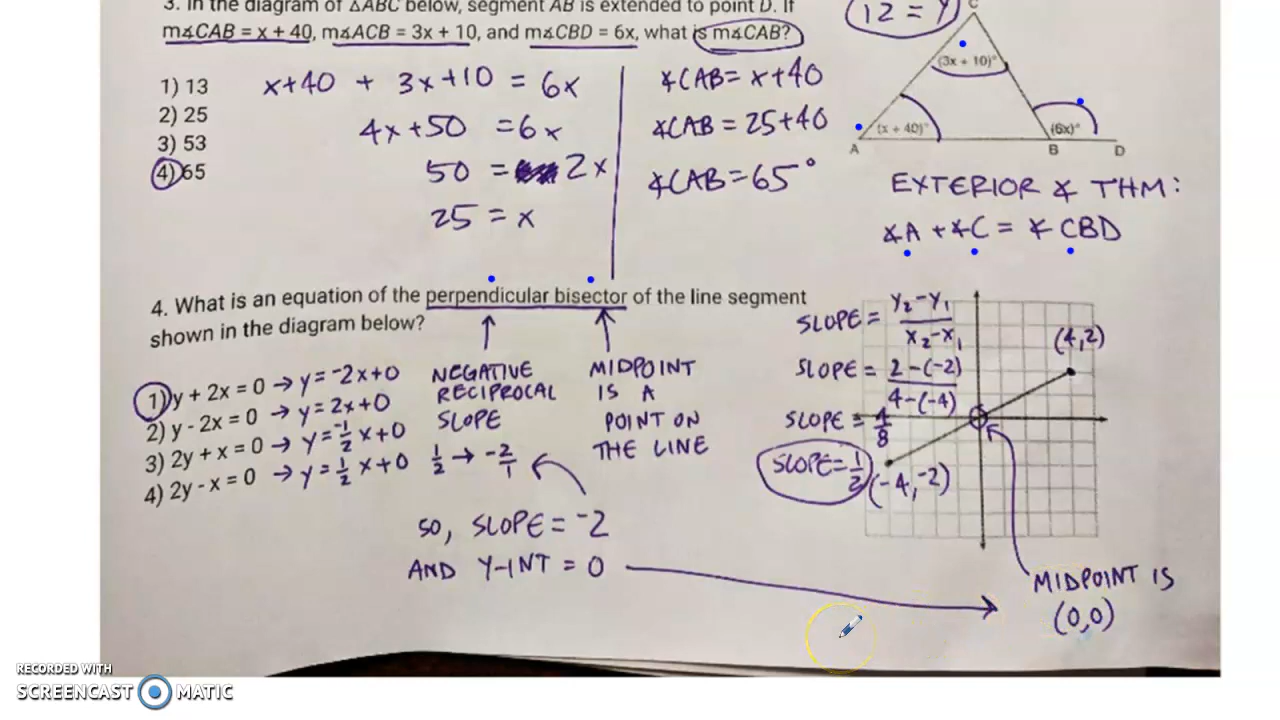 3. In the diagram of △ABC below, segment AB is extended to point D. If
m∡CAB = x + 40, m∡ACB = 3x + 10, and m∡CBD = 6x, what is m∡CAB?
1) 13
2) 25
3) 53
4) 65
x+40 + 3x+10 = 6x
4x+50 = 6x
50 = 2x
25 = x
∡CAB = x+40
∡CAB = 25+40
∡CAB = 65°
12 = y
C
(3x + 10)°
(x + 40)°
(6x)°
A
B
D
EXTERIOR ∡ THM:
∡A + ∡C = ∡CBD
4. What is an equation of the perpendicular bisector of the line segment
shown in the diagram below?
1) y + 2x = 0 → y = -2x+0
2) y - 2x = 0 → y = 2x+0
3) 2y + x = 0 → y = -1/2 x+0
4) 2y - x = 0 → y = 1/2 x+0
NEGATIVE
RECIPROCAL
SLOPE
1/2 → -2/1
MIDPOINT
IS A
POINT ON
THE LINE
SO, SLOPE = -2
AND Y-INT = 0
SLOPE = y₂-y₁/x₂-x₁
SLOPE = 2-(-2)/4-(-4)
SLOPE = 4/8
SLOPE = 1/2
(4,2)
(-4,-2)
MIDPOINT IS
(0,0)
RECORDED WITH
SCREENCAST MATIC